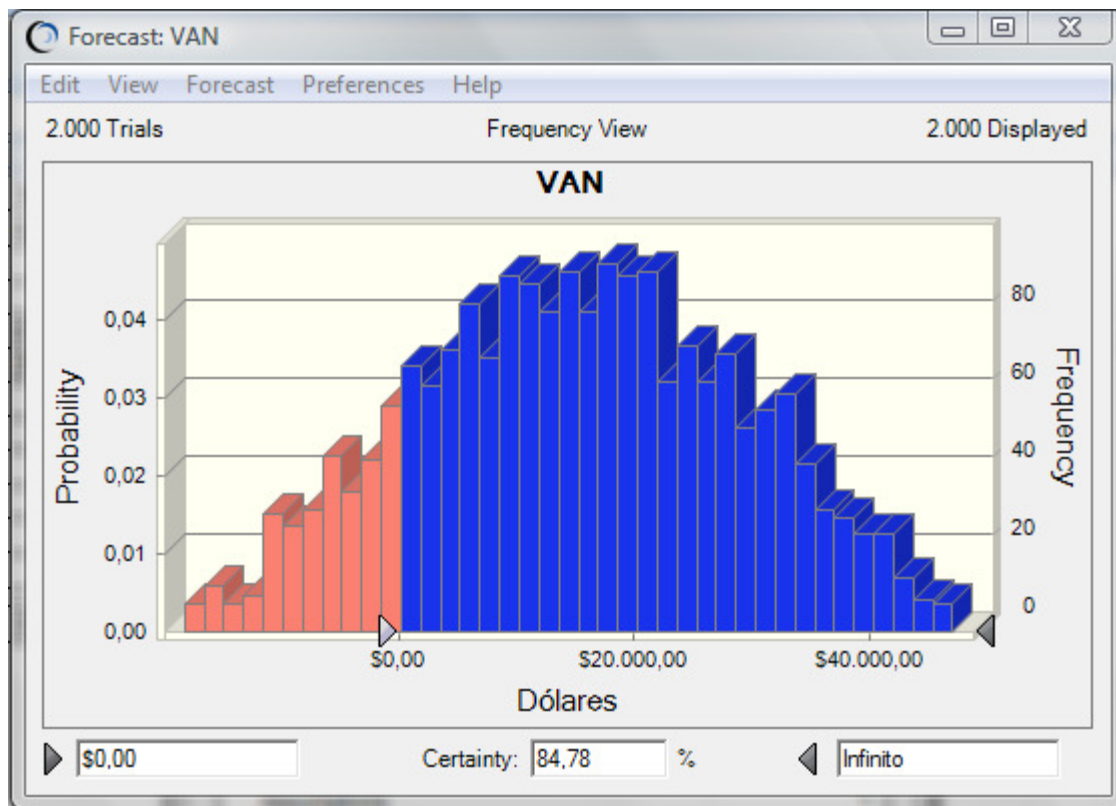 Forecast: VAN
Edit View Forecast Preferences Help
2.000 Trials Frequency View 2.000 Displayed
VAN
Probability
0,04
0,03
0,02
0,01
0,00
80
60
40
20
0
Frequency
$0,00 $20.000,00 $40.000,00
Dólares
$0,00 Certainty: 84,78 % Infinito